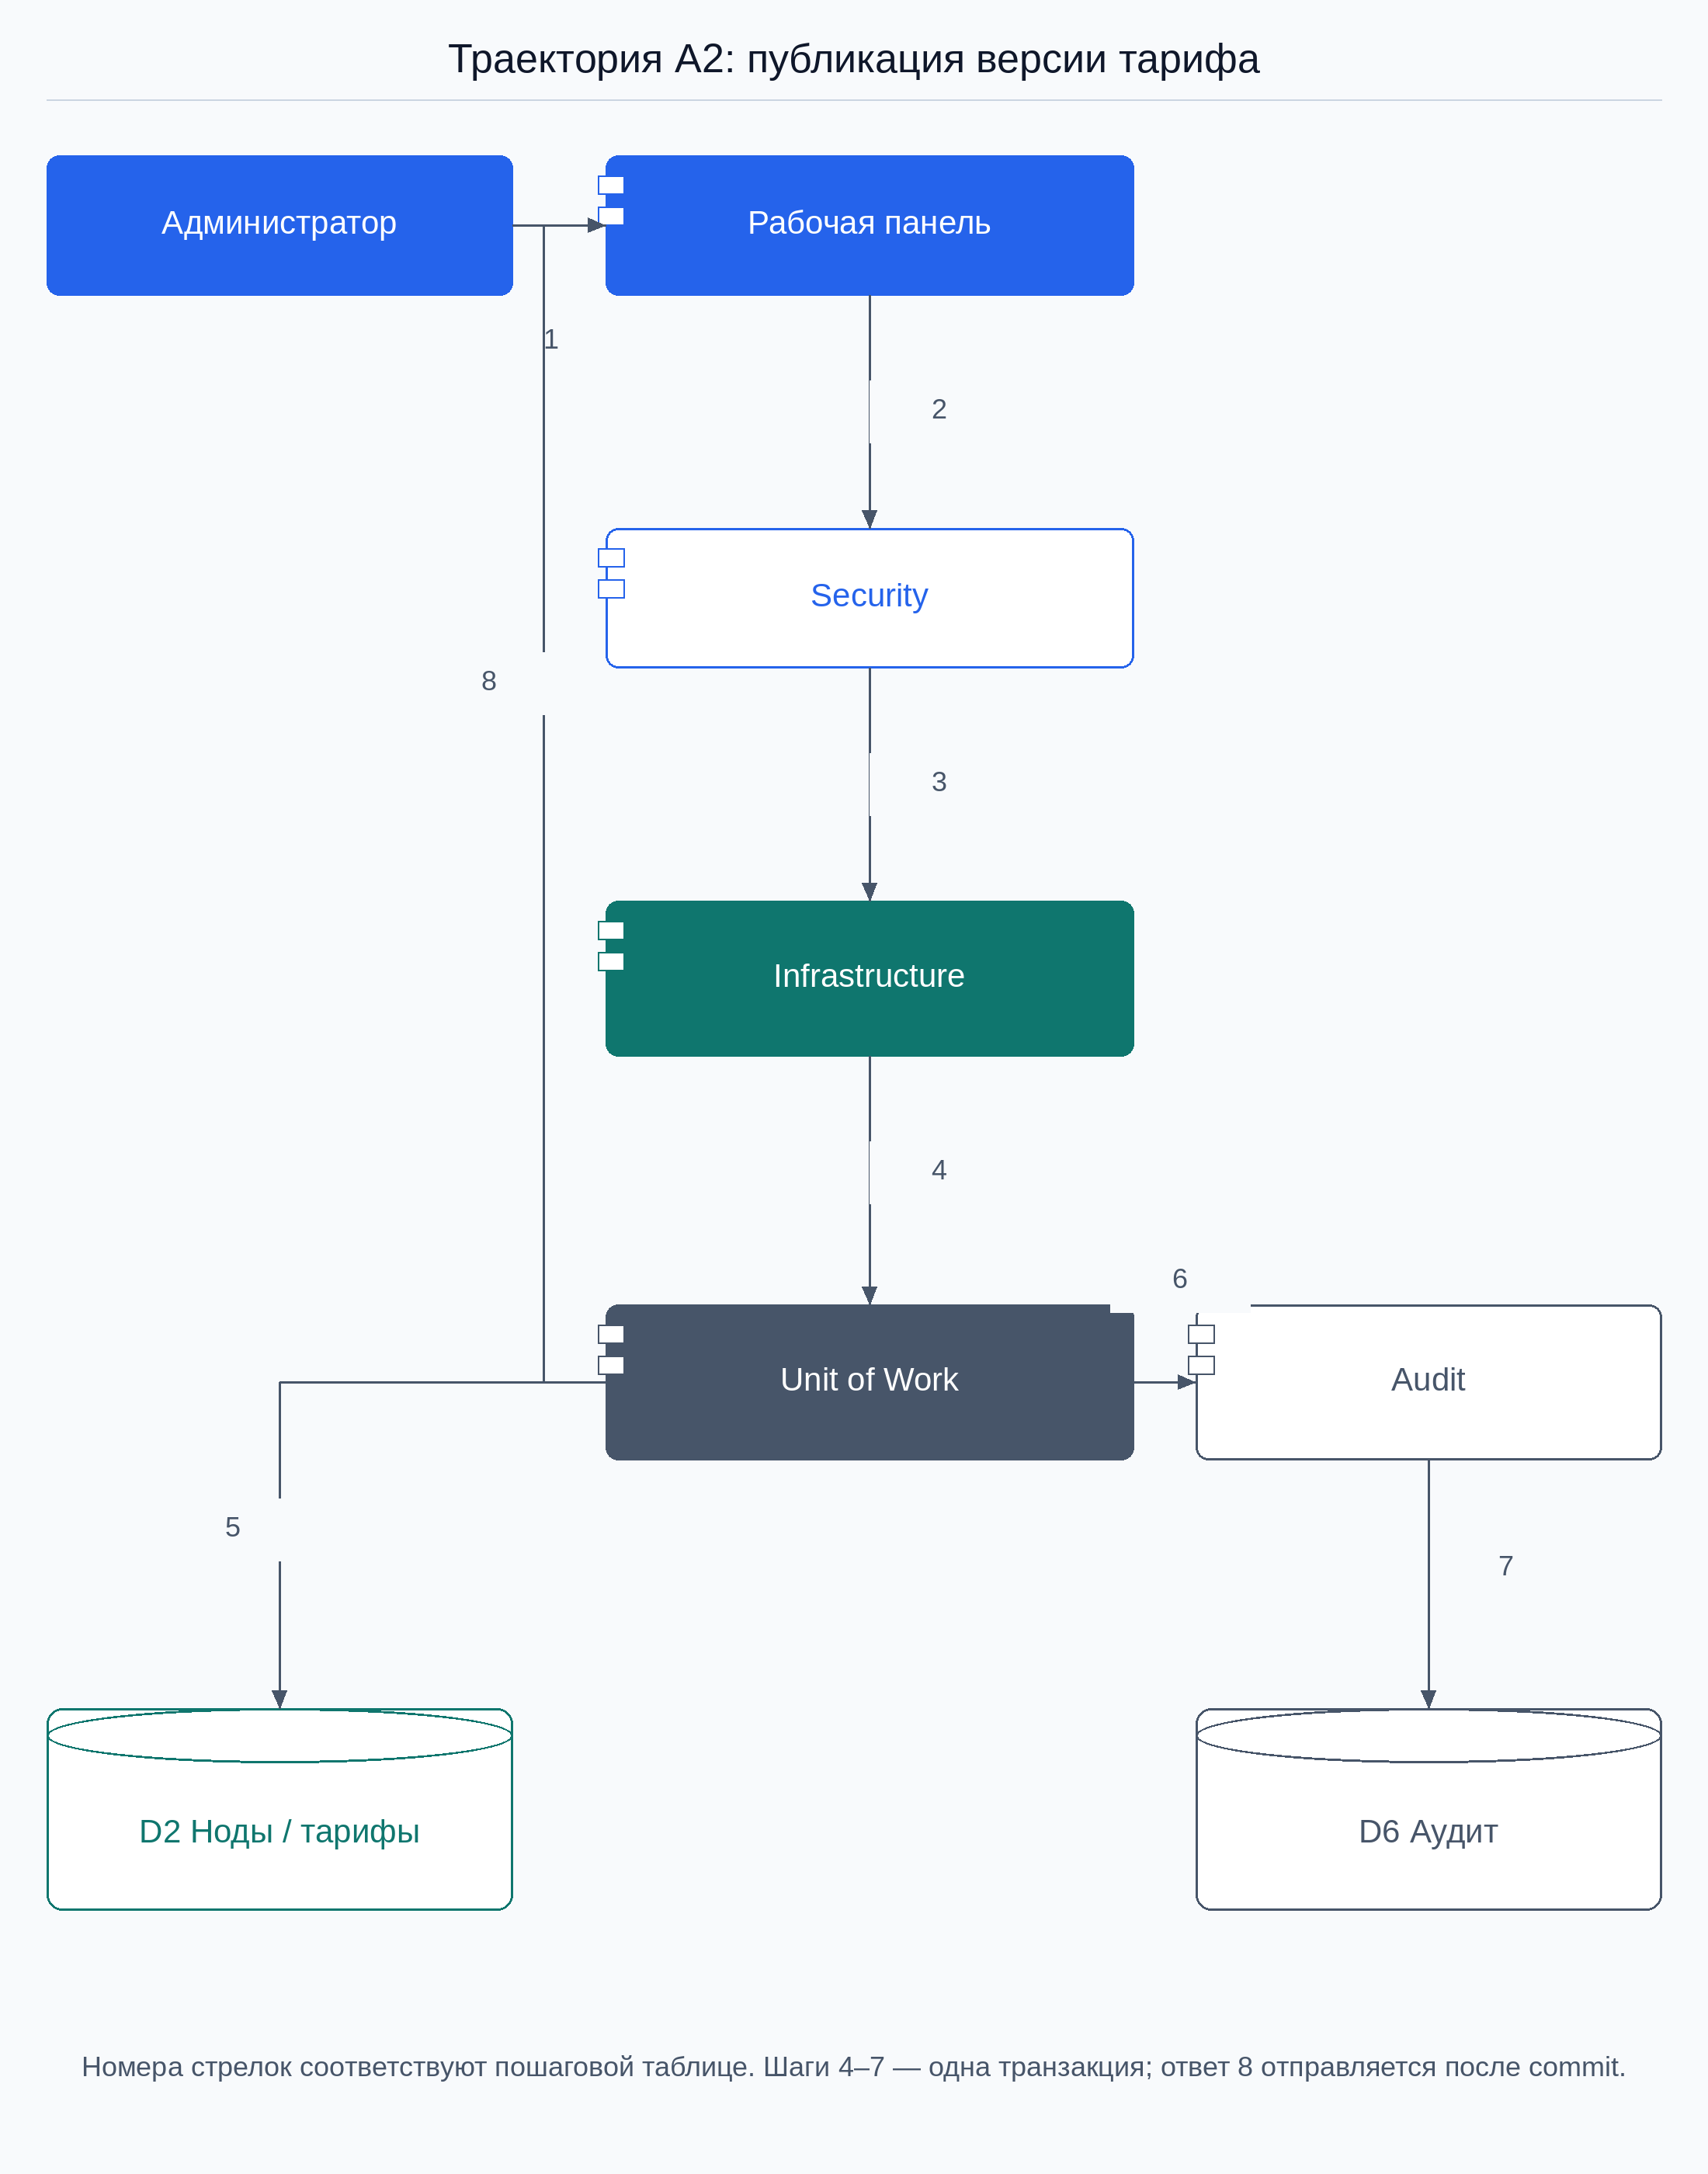 Траектория A2: публикация версии тарифа
Администратор
Рабочая панель
1
2
Security
8
3
Infrastructure
4
6
Unit of Work
Audit
5
7
D2 Ноды / тарифы
D6 Аудит
Номера стрелок соответствуют пошаговой таблице. Шаги 4–7 — одна транзакция; ответ 8 отправляется после commit.